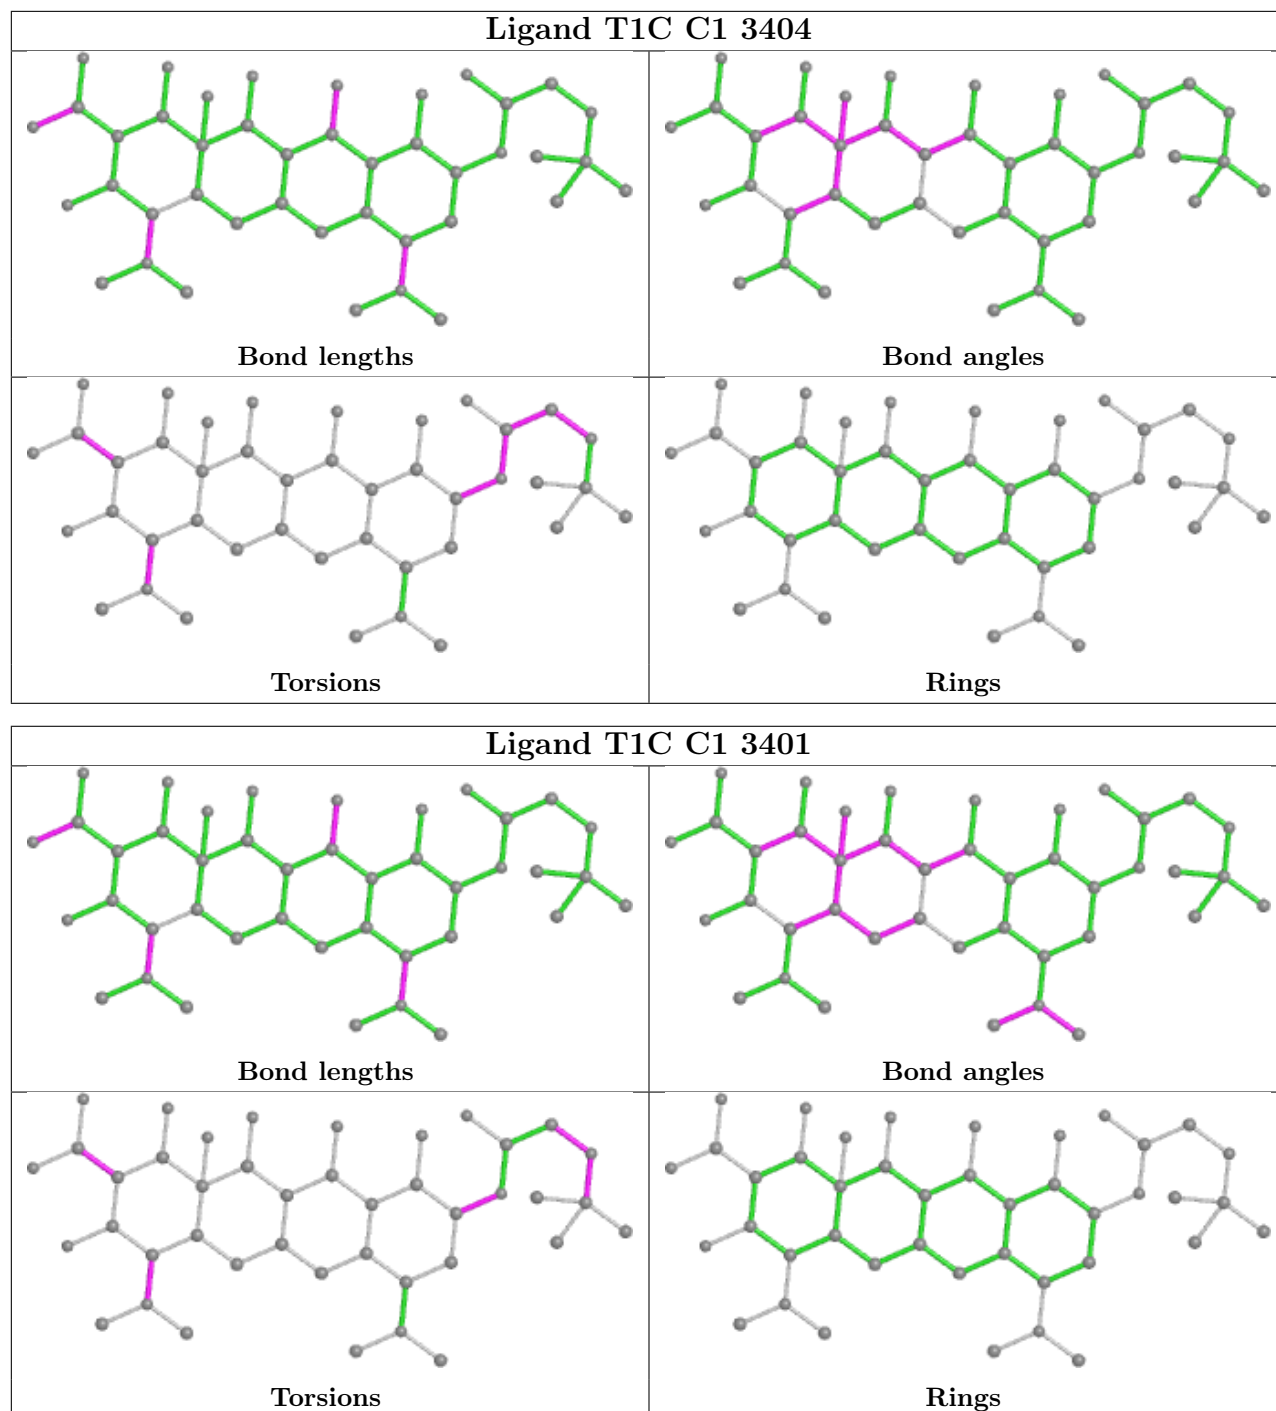 Ligand T1C C1 3404
Bond lengths
Bond angles
Torsions
Rings
Ligand T1C C1 3401
Bond lengths
Bond angles
Torsions
Rings